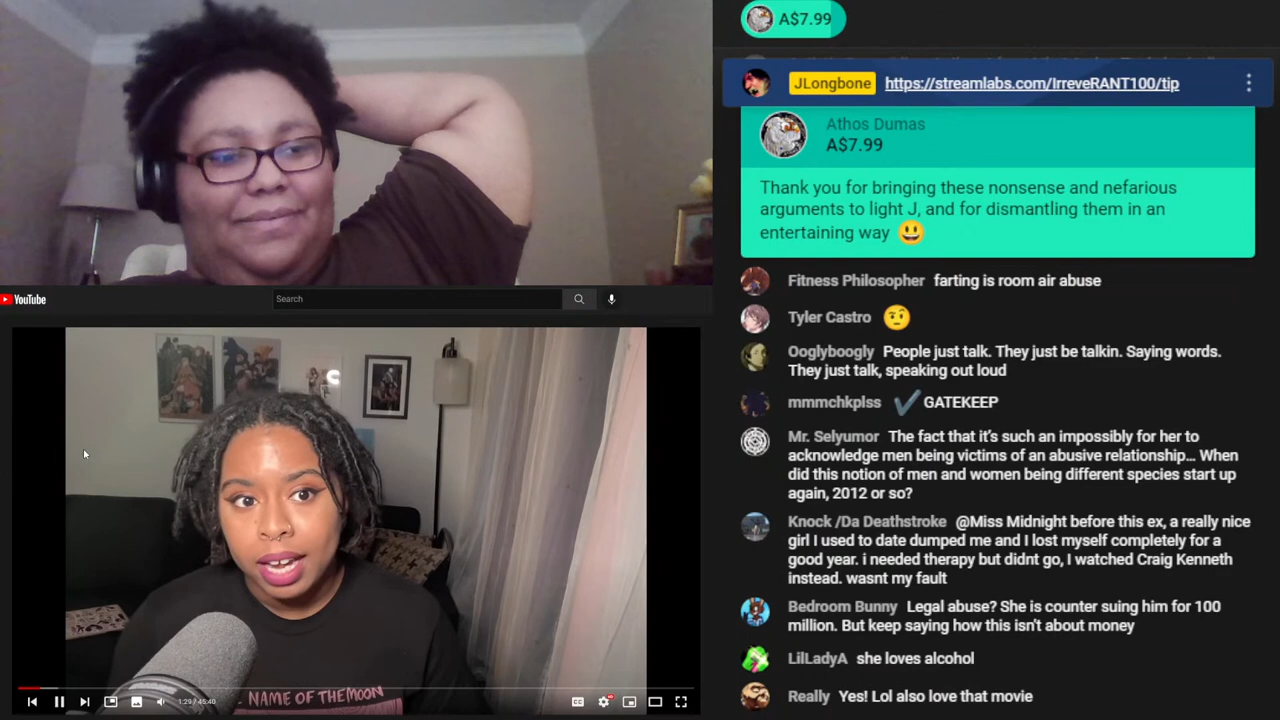 A$7.99
JLongbone https://streamlabs.com/IrreveRANT100/tip
Athos Dumas
A$7.99
Thank you for bringing these nonsense and nefarious
arguments to light J, and for dismantling them in an
entertaining way 😃
Fitness Philosopher farting is room air abuse
Tyler Castro 🤨
Ooglyboogly People just talk. They just be talkin. Saying words.
They just talk, speaking out loud
mmmchkplss ✔ GATEKEEP
Mr. Selyumor The fact that it's such an impossibly for her to
acknowledge men being victims of an abusive relationship... When
did this notion of men and women being different species start up
again, 2012 or so?
Knock /Da Deathstroke @Miss Midnight before this ex, a really nice
girl I used to date dumped me and I lost myself completely for a
good year. i needed therapy but didnt go, I watched Craig Kenneth
instead. wasnt my fault
Bedroom Bunny Legal abuse? She is counter suing him for 100
million. But keep saying how this isn't about money
LilLadyA she loves alcohol
Really Yes! Lol also love that movie
YouTube
Search
NAME OF THE MOON
1:29 / 45:40